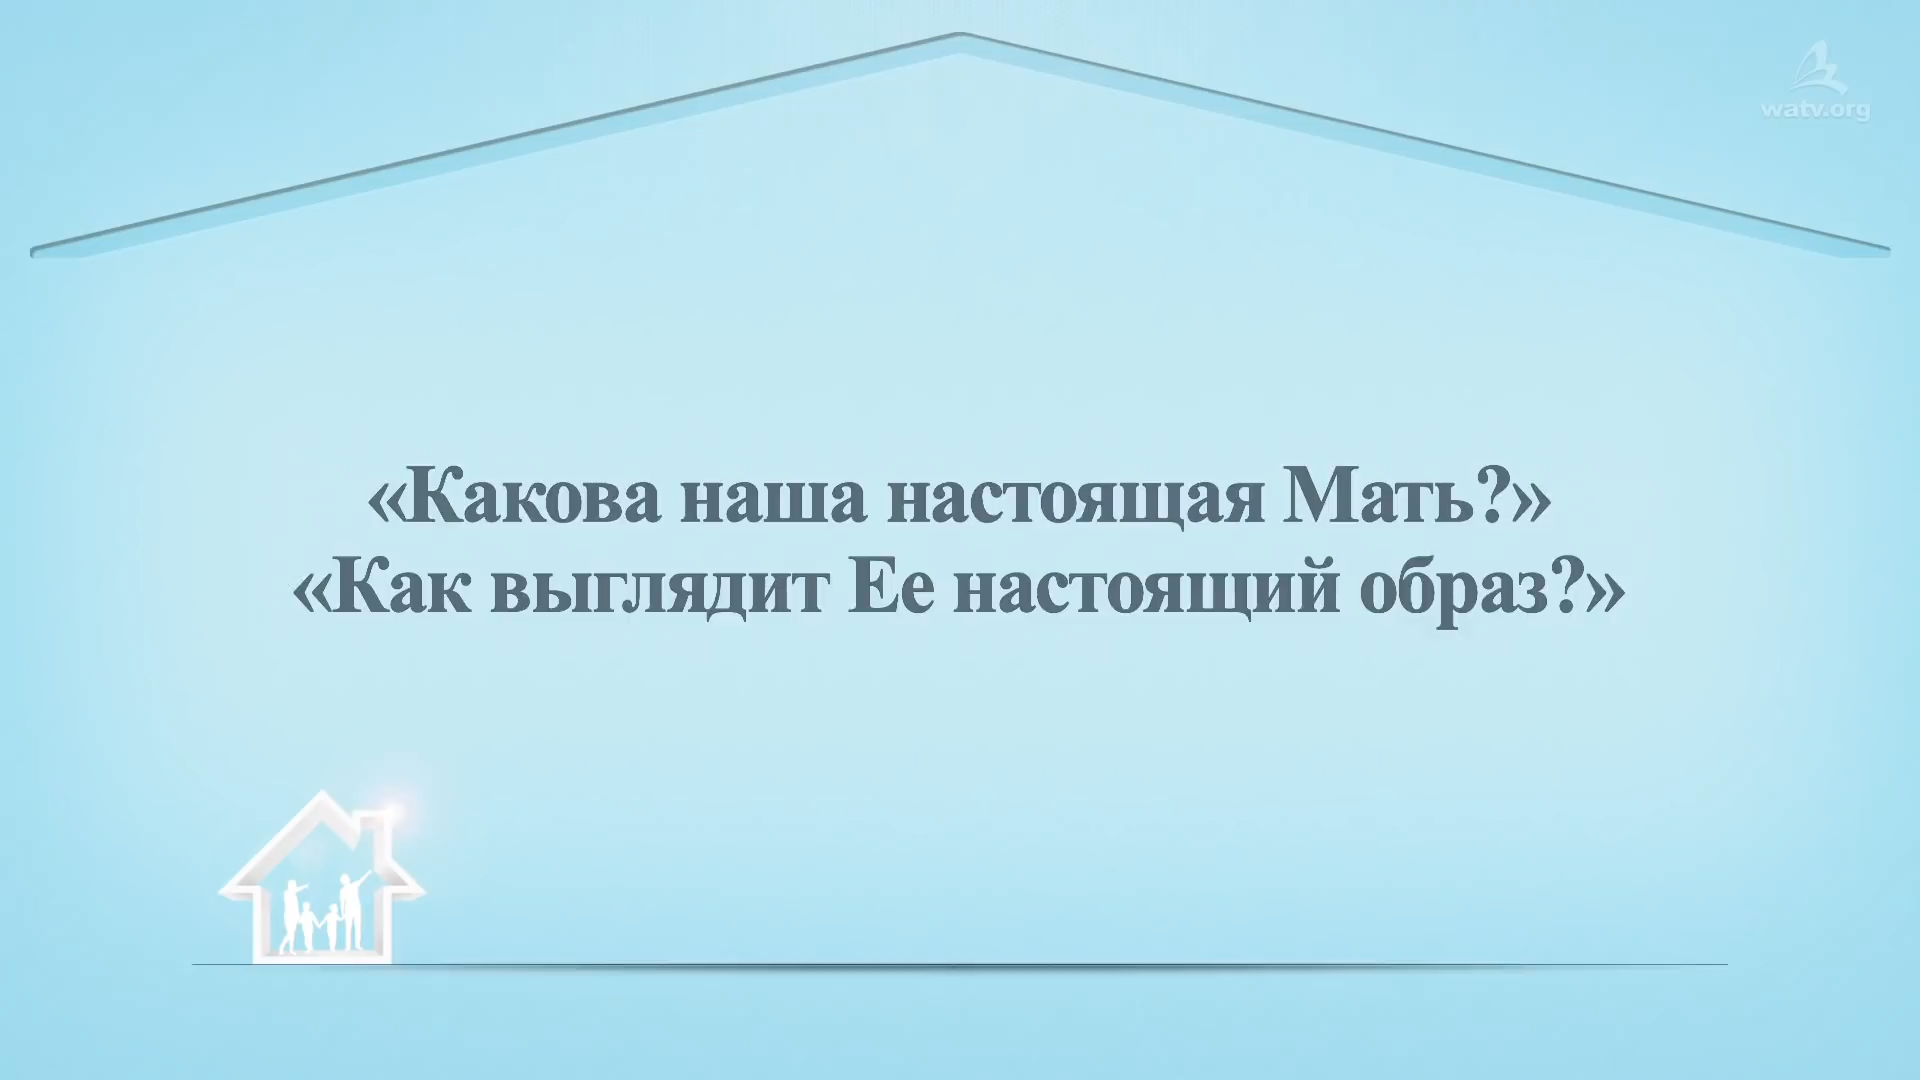 watv.org
«Какова наша настоящая Мать?»
«Как выглядит Ее настоящий образ?»